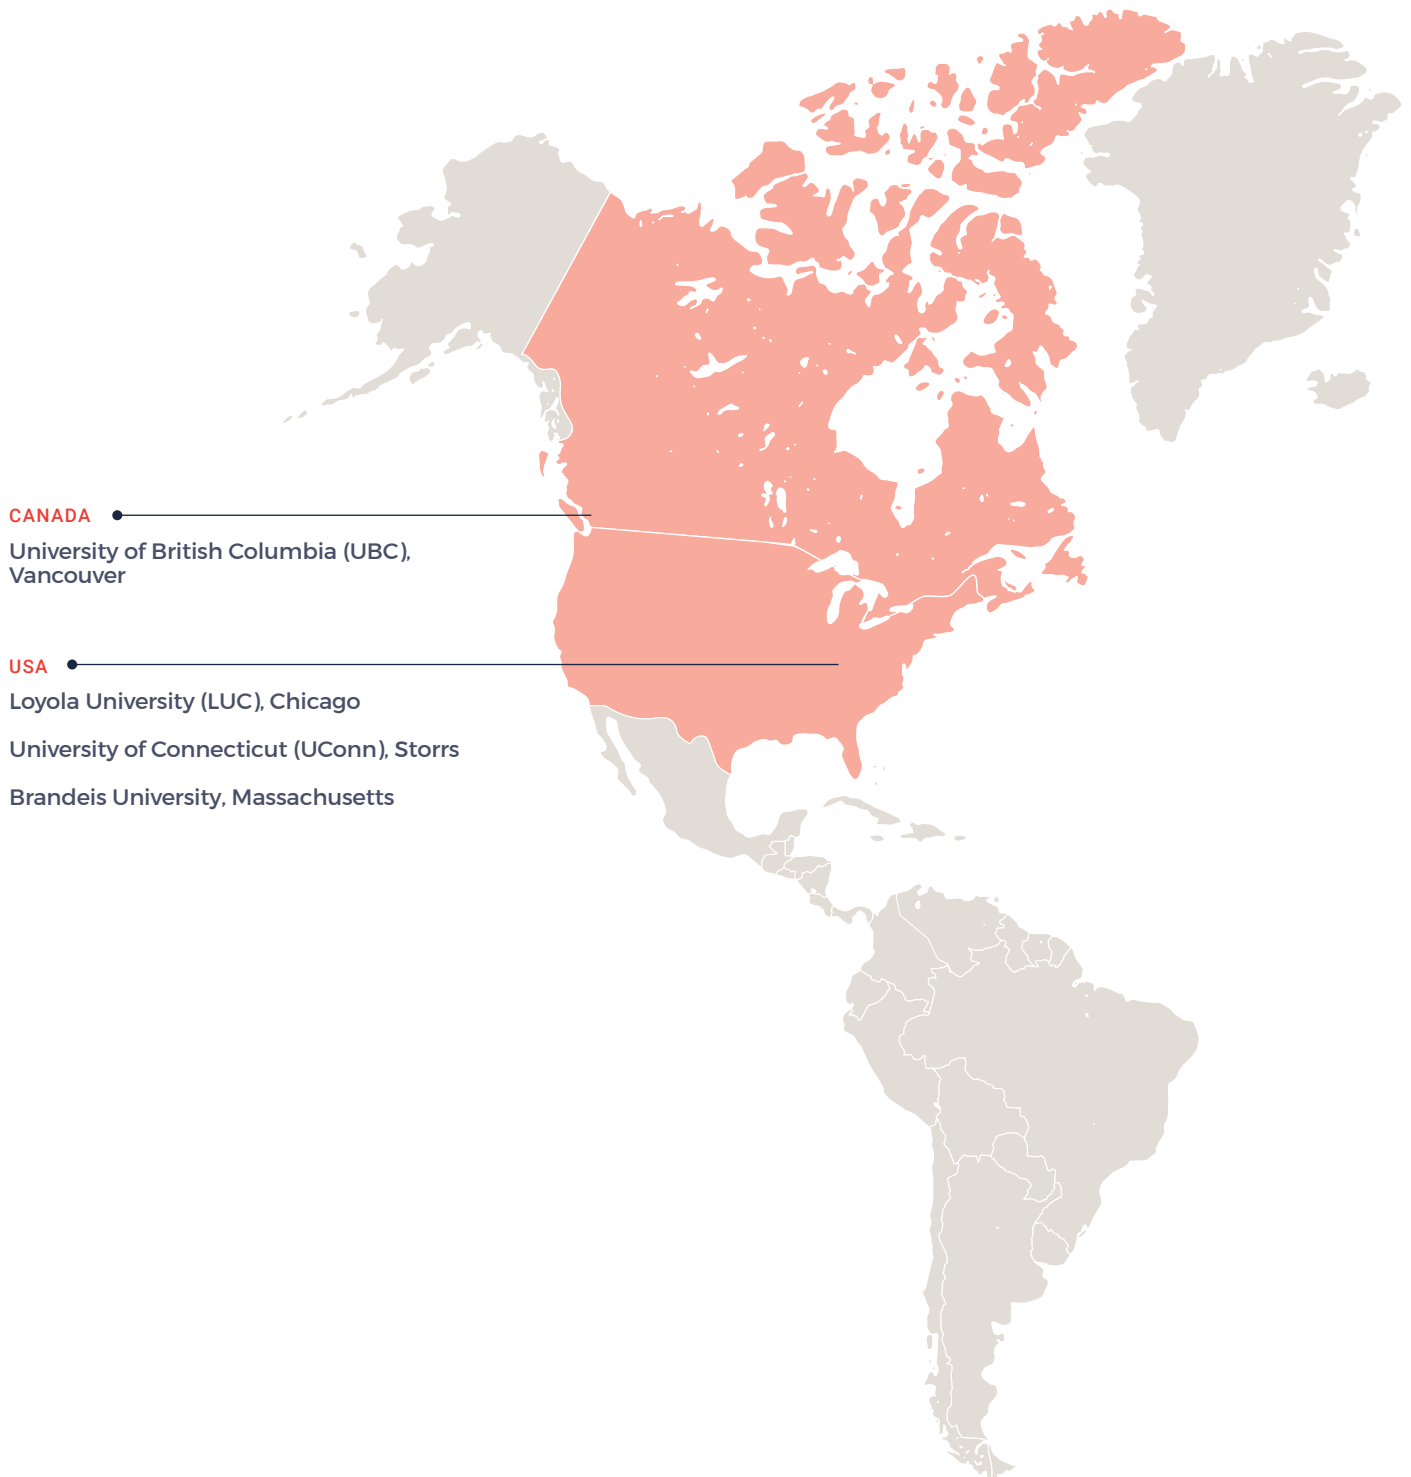 CANADA
University of British Columbia (UBC),
Vancouver
USA
Loyola University (LUC), Chicago
University of Connecticut (UConn), Storrs
Brandeis University, Massachusetts